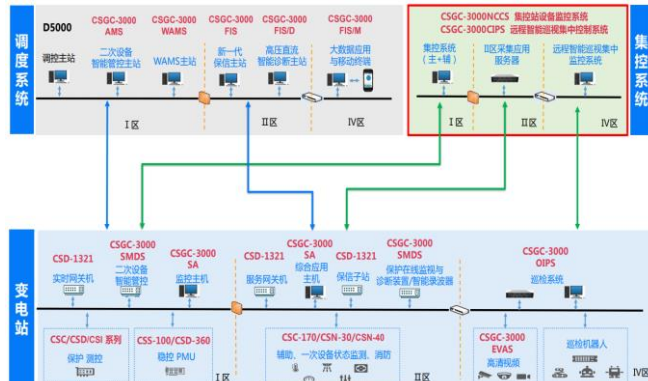 调度系统
D5000
调控主站
CSGC-3000
AMS
二次设备
智能管控主站
CSGC-3000
WAMS
WAMS主站
CSGC-3000
FIS
新一代
保信主站
CSGC-3000
FIS/D
高压直流
智能诊断主站
CSGC-3000
FIS/M
大数据应用
与移动终端
I区
II区
IV区
CSGC-3000NCCS 集控站设备监控系统
CSGC-3000CIPS 远程智能巡视集中控制系统
集控系统
(主+辅)
II区采集应用
服务器
远程智能巡视集中
监控系统
I区
II区
IV区
集控系统
变电站
CSD-1321
实时网关机
CSGC-3000
SMDS
二次设备
智能管控
CSGC-3000
SA
监控主机
CSD-1321
服务网关机
CSGC-3000
SA
综合应用
主机
CSD-1321
保信子站
CSGC-3000
SMDS
保护在线监视与
诊断装置/智能录波器
CSGC-3000
OIPS
巡检系统
CSC/CSD/CSI 系列
保护 测控
CSS-100/CSD-360
稳控 PMU
I区
CSC-170/CSN-30/CSN-40
辅助、一次设备状态监测、消防
II区
CSGC-3000
EVAS
高清视频
巡检机器人
IV区